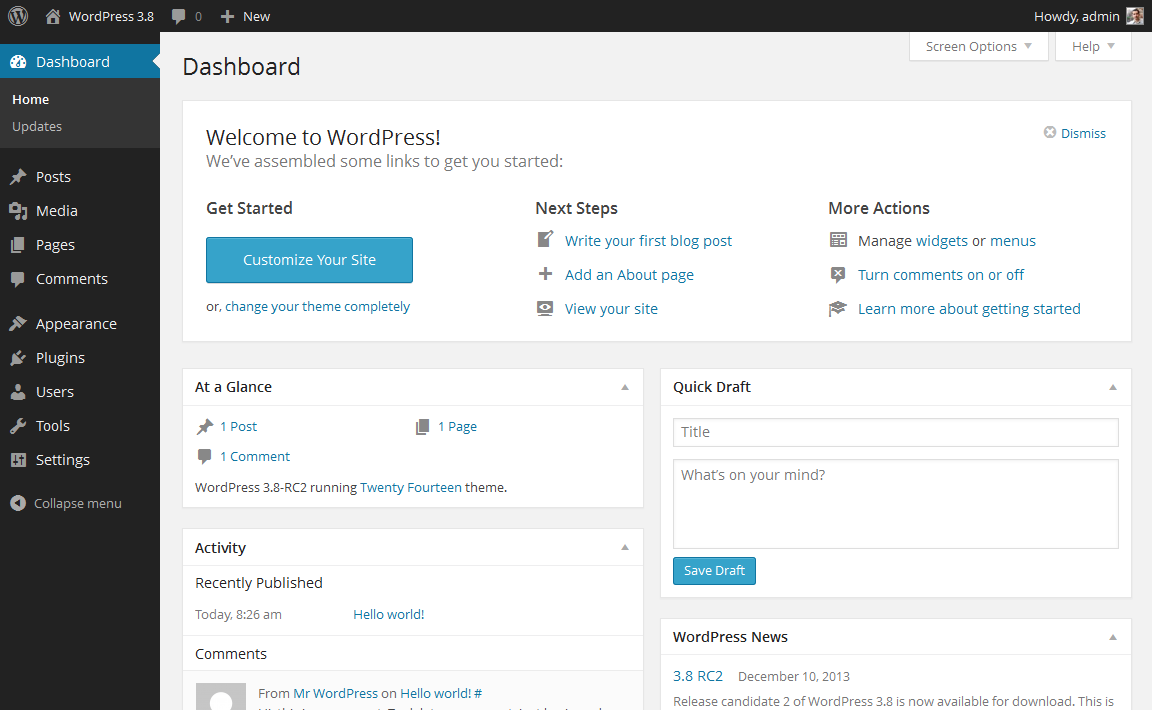 WordPress 3.8 0 New Howdy, admin
Dashboard
Home
Updates
Posts
Media
Pages
Comments
Appearance
Plugins
Users
Tools
Settings
Collapse menu
Screen Options Help
Dashboard
Welcome to WordPress!
We’ve assembled some links to get you started:
Dismiss
Get Started
Customize Your Site
or, change your theme completely
Next Steps
Write your first blog post
Add an About page
View your site
More Actions
Manage widgets or menus
Turn comments on or off
Learn more about getting started
At a Glance
1 Post 1 Page
1 Comment
WordPress 3.8-RC2 running Twenty Fourteen theme.
Activity
Recently Published
Today, 8:26 am Hello world!
Comments
From Mr WordPress on Hello world! #
Quick Draft
Title
What’s on your mind?
Save Draft
WordPress News
3.8 RC2 December 10, 2013
Release candidate 2 of WordPress 3.8 is now available for download. This is